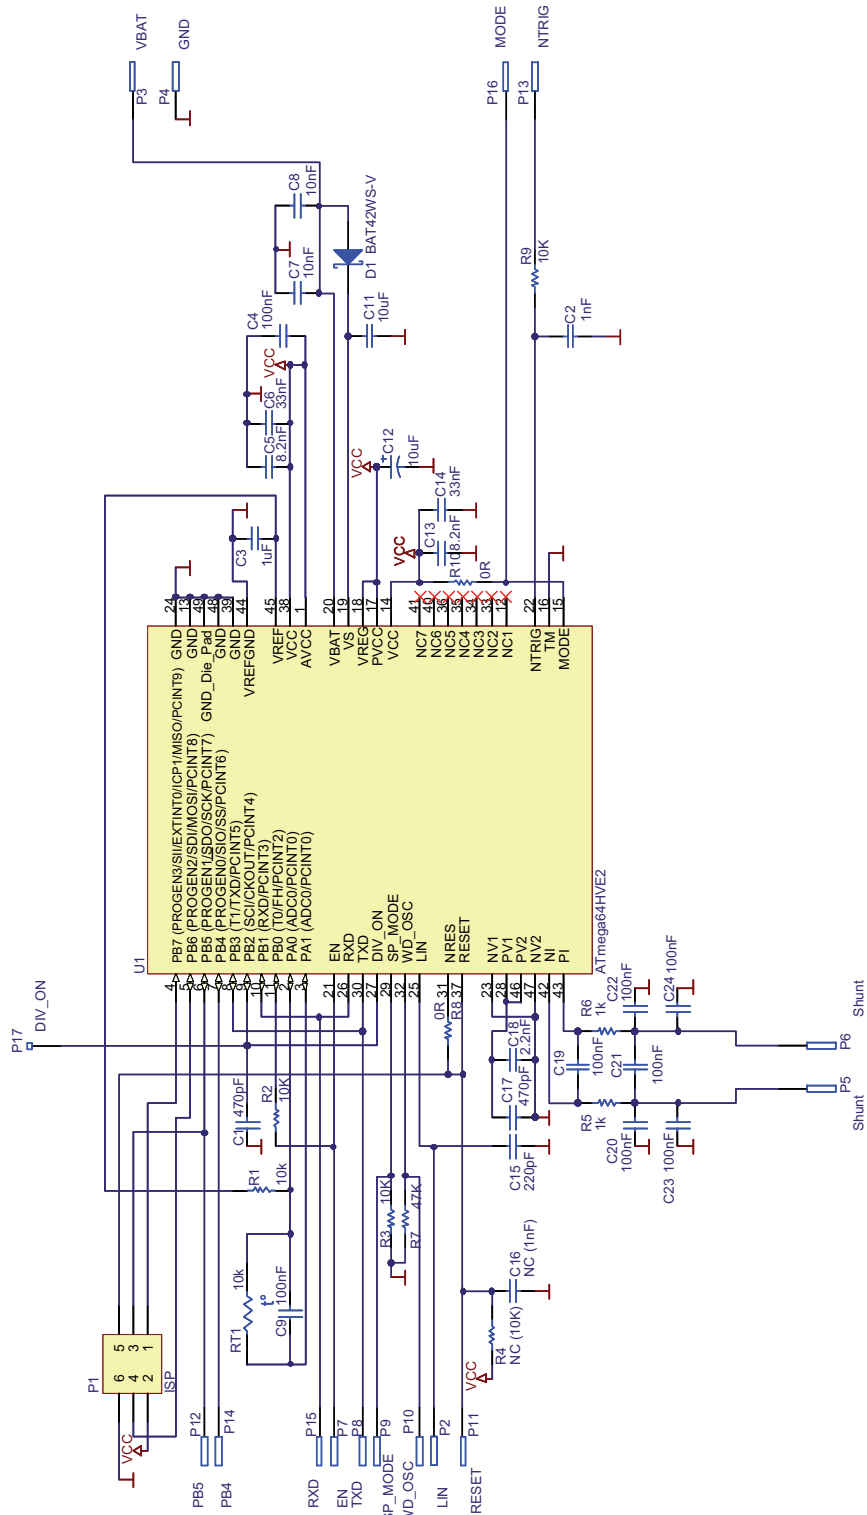 VBAT
GND
MODE
NTRIG
P3
P4
P16
P13
C8
10nF
C7
10nF
D1 BAT42WS-V
R9
10K
C4
100nF
C11
10uF
C2
1nF
VCC
C6
33nF
C5
8.2nF
VCC
C12
10uF
C14
33nF
C13
8.2nF
VCC
R10
0R
C3
1uF
24
13
49
48
39
44
45
38
1
20
19
18
17
14
41
40
36
35
34
33
12
22
16
15
GND
GND
GND_Die_Pad
GND
GND
VREFGND
VREF
VCC
AVCC
VBAT
VS
VREG
PVCC
VCC
NC7
NC6
NC5
NC4
NC3
NC2
NC1
NTRIG
TM
MODE
PB7 (PROGEN3/SII/EXTINT0/ICP1/MISO/PCINT9)
PB6 (PROGEN2/SDI/MOSI/PCINT8)
PB5 (PROGEN1/SDO/SCK/PCINT7)
PB4 (PROGEN0/SIO/SS/PCINT6)
PB3 (T1/TXD/PCINT5)
PB2 (SCI/CKOUT/PCINT4)
PB1 (RXD/PCINT3)
PB0 (T0/FH/PCINT2)
PA0 (ADC0/PCINT0)
PA1 (ADC0/PCINT0)
EN
RXD
TXD
DIV_ON
SP_MODE
WD_OSC
LIN
NRES
RESET
NV1
PV1
PV2
NV2
NI
PI
U1
ATmega64HVE2
4
5
6
7
8
9
10
11
2
3
21
26
30
27
29
32
25
31
37
23
28
46
47
42
43
P17
DIV_ON
0R
R8
C1
470pF
R2
10K
R1
10k
C18
2.2nF
C17
470pF
C15
220pF
R6
1k
C22
100nF
C24
100nF
C19
100nF
C21
100nF
R5
1k
C20
100nF
C23
100nF
P6
Shunt
P5
Shunt
R3
10K
R7
47K
RT1
10k
t°
C9
100nF
C16
NC (1nF)
R4
NC (10K)
VCC
P1
ISP
5
3
1
6
4
2
VCC
P12
P14
P15
P7
P8
P9
P10
P2
P11
PB5
PB4
RXD
EN
TXD
SP_MODE
WD_OSC
LIN
RESET